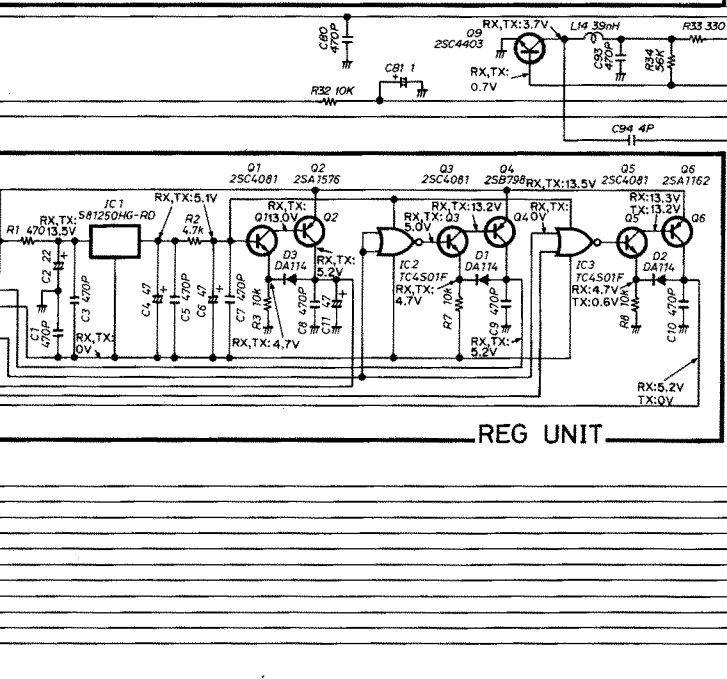 C80
470P
Q9
2SC4403
RX,TX:3.7V
L14 39nH
C93
470P
R34
56K
R33 330
RX,TX:
0.7V
C81 1
R32 10K
C94 4P
Q1
2SC4081
Q2
2SA1576
Q3
2SC4081
Q4
2SB798
RX,TX:13.5V
Q5
2SC4081
Q6
2SA1162
R1 470
RX,TX:
13.5V
IC1
S81250HG-RD
RX,TX:5.1V
R2
4.7k
RX,TX:
13.0V
Q1
Q2
RX,TX:
5.0V
Q3
RX,TX:13.2V
Q4
RX,TX:
0V
Q5
RX:13.3V
TX:13.2V
Q6
C2 22
C1
470P
C3 470P
RX,TX:
0V
C4 47
C5 470P
C6 47
C7 470P
R3 10k
D3
DA114
RX,TX:
5.2V
C8 470P
C11 47
RX,TX:4.7V
IC2
TC4S01F
RX,TX:
4.7V
R7 10k
D1
DA114
C9 470P
RX,TX:
5.2V
IC3
TC4S01F
RX:4.7V
TX:0.6V
R8 10k
D2
DA114
C10 470P
RX:5.2V
TX:0V
REG UNIT